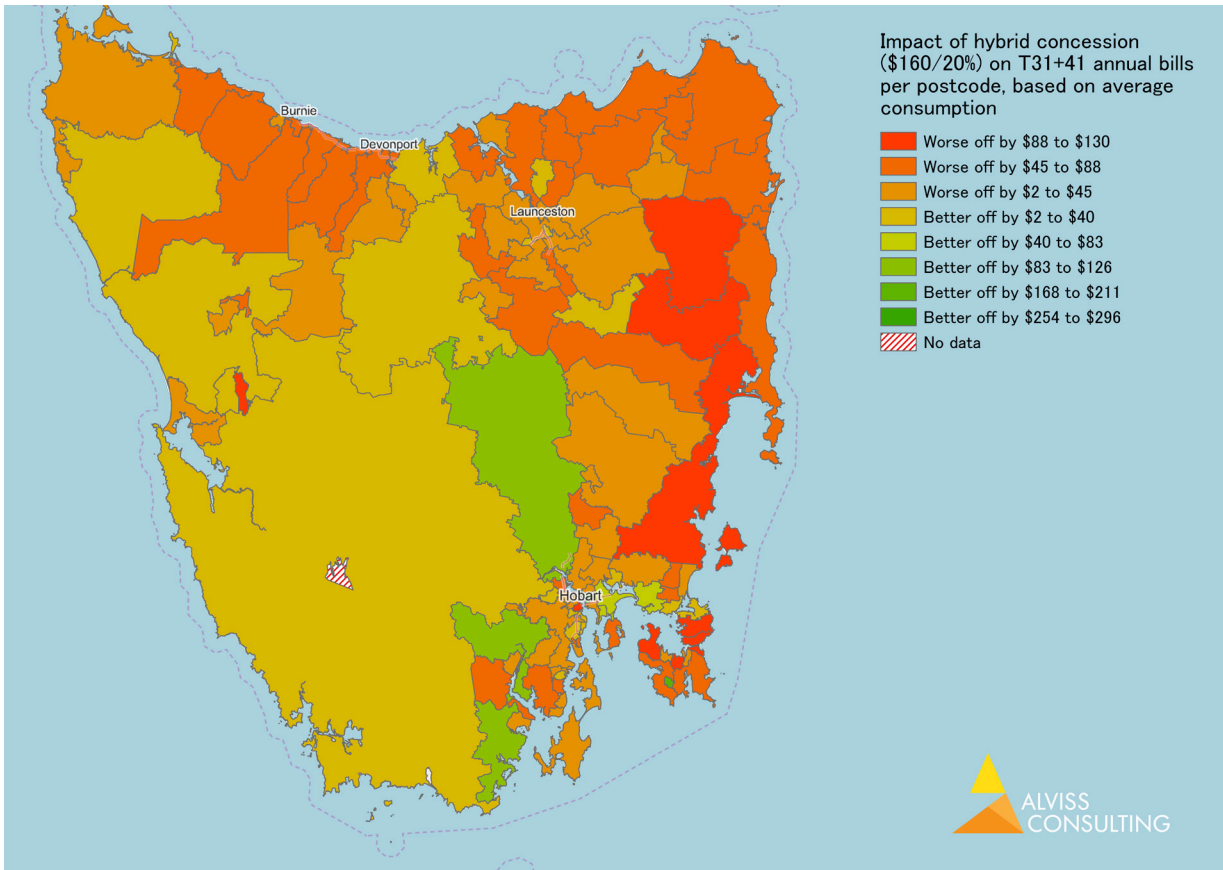 Impact of hybrid concession
($160/20%) on T31+41 annual bills
per postcode, based on average
consumption
Worse off by $88 to $130
Worse off by $45 to $88
Worse off by $2 to $45
Better off by $2 to $40
Better off by $40 to $83
Better off by $83 to $126
Better off by $168 to $211
Better off by $254 to $296
No data
Burnie
Devonport
Launceston
Hobart
ALVISS
CONSULTING